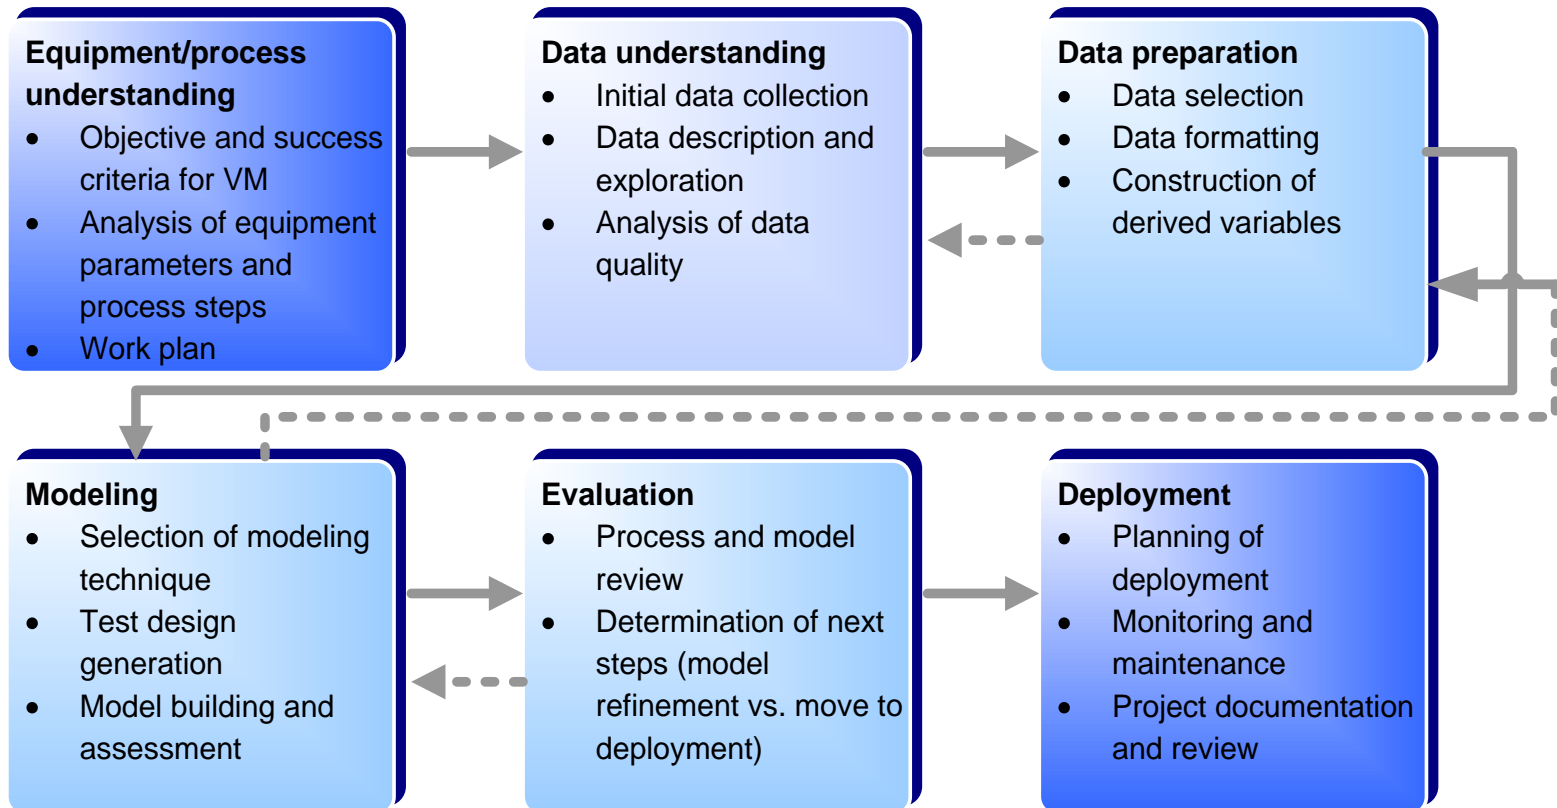 Equipment/process
understanding
• Objective and success
criteria for VM
• Analysis of equipment
parameters and
process steps
• Work plan
Data understanding
• Initial data collection
• Data description and
exploration
• Analysis of data
quality
Data preparation
• Data selection
• Data formatting
• Construction of
derived variables
Modeling
• Selection of modeling
technique
• Test design
generation
• Model building and
assessment
Evaluation
• Process and model
review
• Determination of next
steps (model
refinement vs. move to
deployment)
Deployment
• Planning of
deployment
• Monitoring and
maintenance
• Project documentation
and review